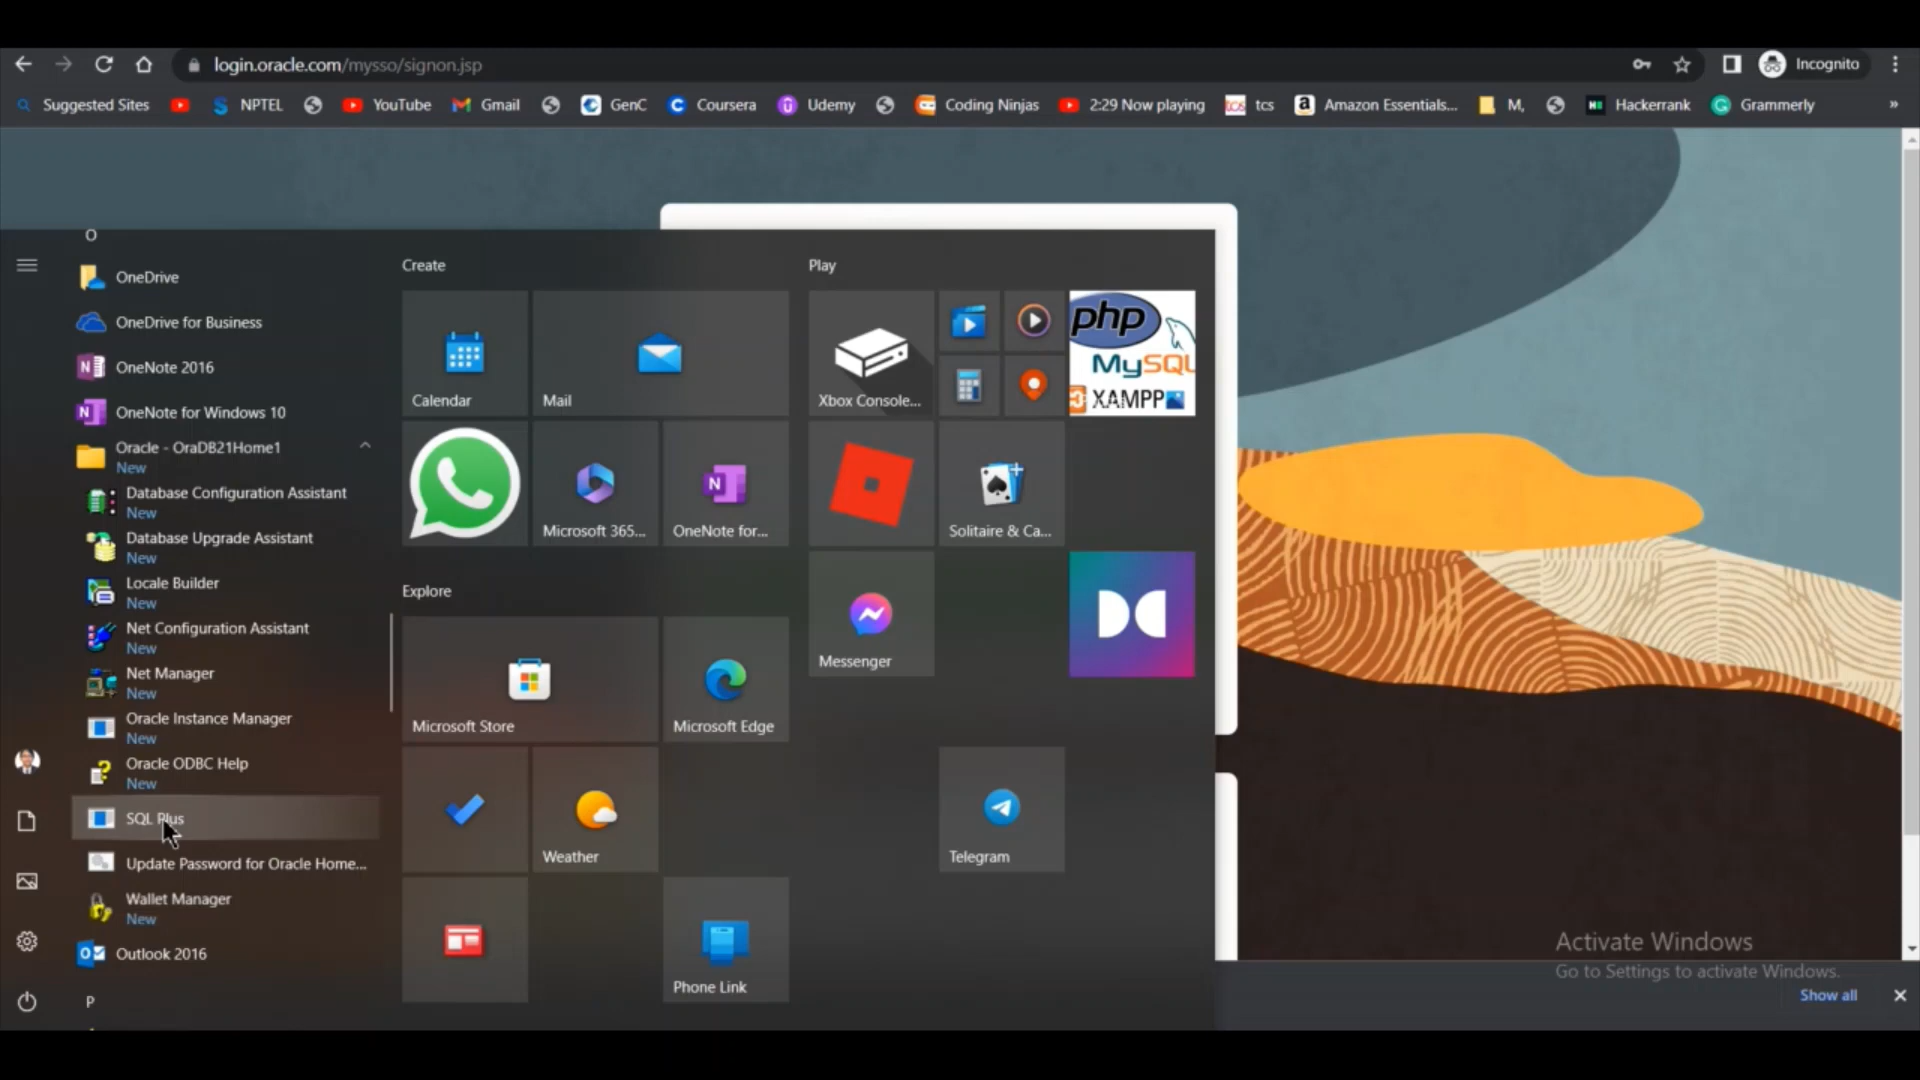 login.oracle.com/mysso/signon.jsp
Incognito
Suggested Sites
NPTEL
YouTube
Gmail
GenC
Coursera
Udemy
Coding Ninjas
2:29 Now playing
tcs
tcs
Amazon Essentials...
M,
Hackerrank
Grammerly
»
O
OneDrive
OneDrive for Business
OneNote 2016
OneNote for Windows 10
Oracle - OraDB21Home1
New
Database Configuration Assistant
New
Database Upgrade Assistant
New
Locale Builder
New
Net Configuration Assistant
New
Net Manager
New
Oracle Instance Manager
New
Oracle ODBC Help
New
SQL Plus
Update Password for Oracle Home...
Wallet Manager
New
Outlook 2016
P
Create
Calendar
Mail
Microsoft 365...
OneNote for...
Explore
Microsoft Store
Microsoft Edge
Weather
Phone Link
Play
Xbox Console...
php
MySQL
XAMPP
Solitaire & Ca...
Messenger
Telegram
Activate Windows
Go to Settings to activate Windows.
Show all